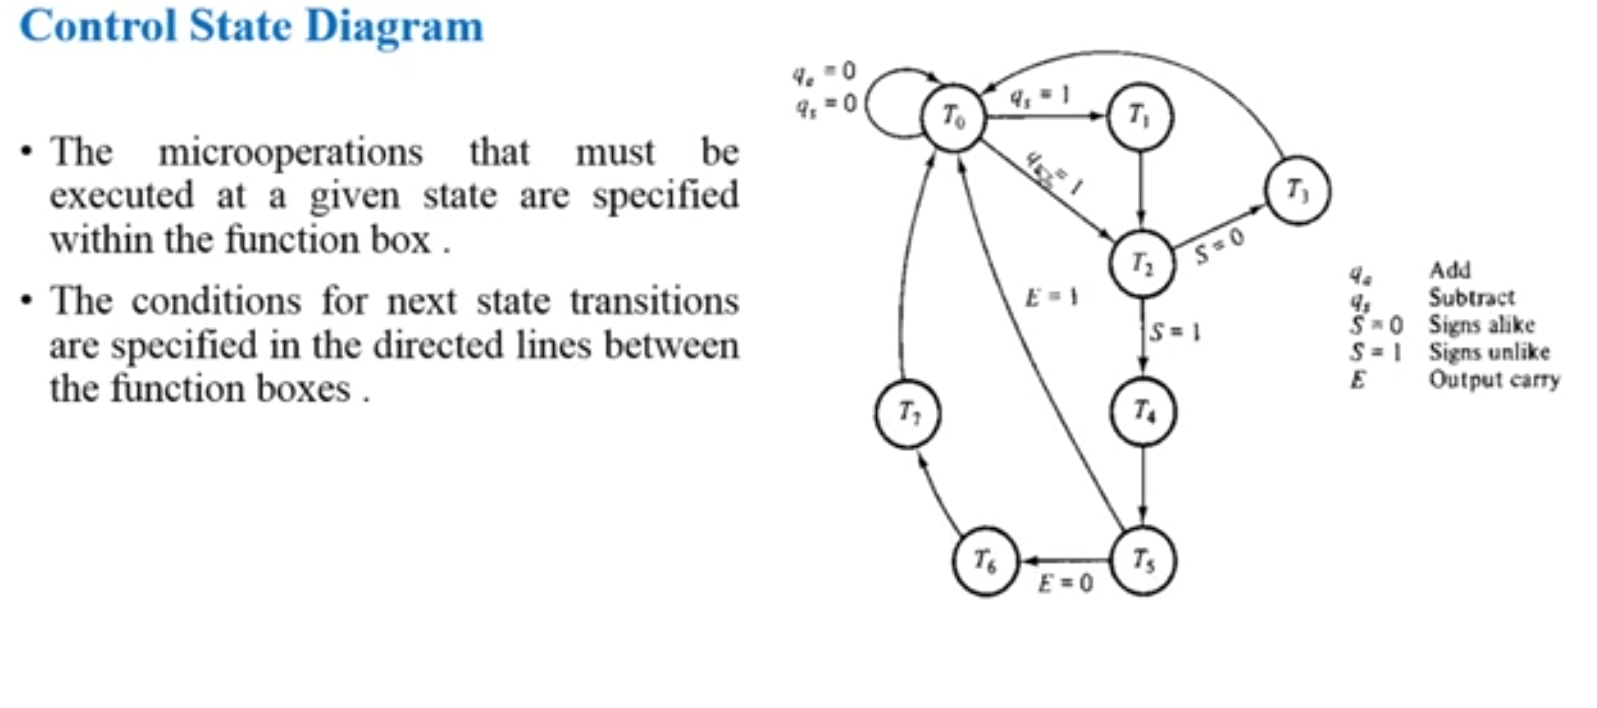 Control State Diagram
• The microoperations that must be
executed at a given state are specified
within the function box .
• The conditions for next state transitions
are specified in the directed lines between
the function boxes .
qₐ = 0
qₛ = 0
T₀
qₛ = 1
T₁
= 1
T₃
T₂
S = 0
E = 1
S = 1
T₇
T₄
T₆
E = 0
T₅
qₐ Add
qₛ Subtract
S = 0 Signs alike
S = 1 Signs unlike
E Output carry